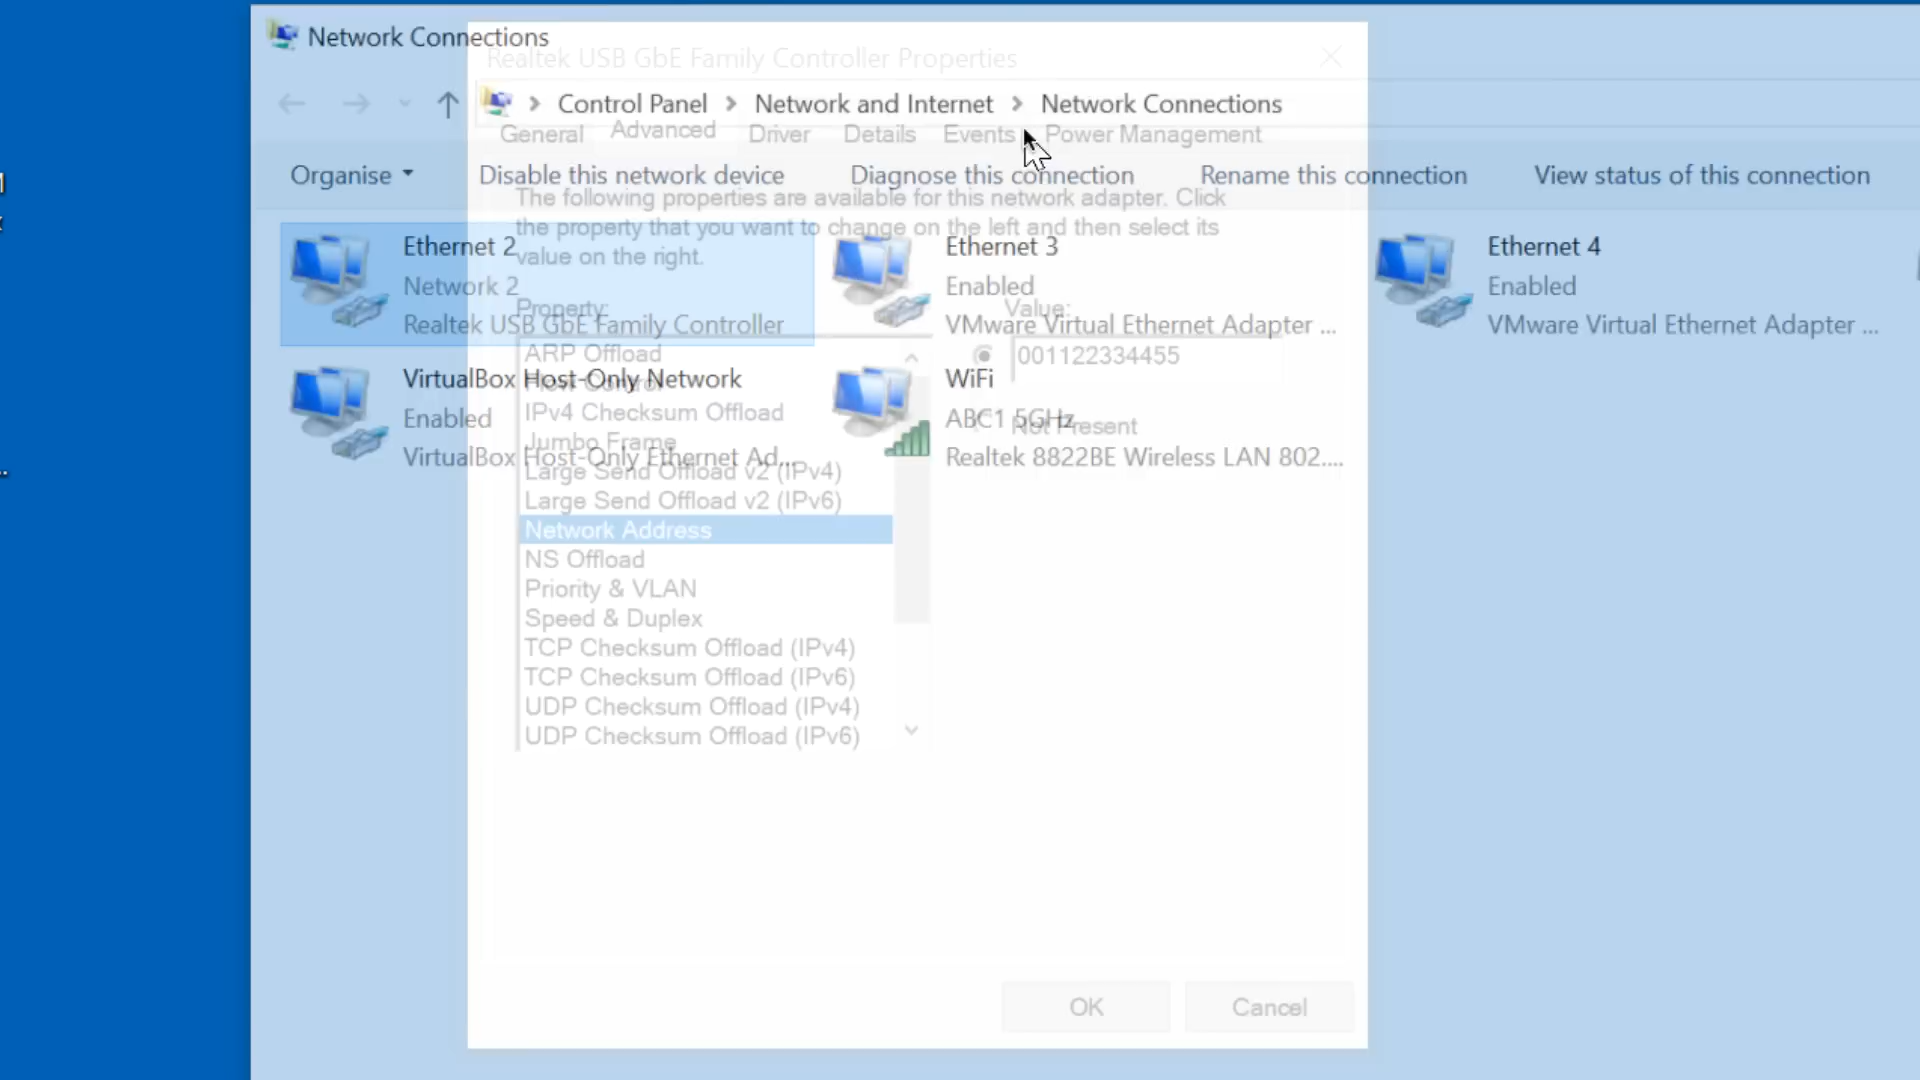 Network Connections
Realtek USB GbE Family Controller Properties
Control Panel > Network and Internet > Network Connections
General Advanced Driver Details Events Power Management
Organise Disable this network device Diagnose this connection Rename this connection View status of this connection
The following properties are available for this network adapter. Click
the property that you want to change on the left and then select its
value on the right.
Ethernet 2
Network 2
Realtek USB GbE Family Controller
Ethernet 3
Enabled
VMware Virtual Ethernet Adapter ...
Ethernet 4
Enabled
VMware Virtual Ethernet Adapter ...
VirtualBox Host-Only Network
Enabled
VirtualBox Host-Only Ethernet Ad...
WiFi
ABC1 5GHz
Realtek 8822BE Wireless LAN 802....
Property:
ARP Offload
Flow Control
IPv4 Checksum Offload
Jumbo Frame
Large Send Offload v2 (IPv4)
Large Send Offload v2 (IPv6)
Network Address
NS Offload
Priority & VLAN
Speed & Duplex
TCP Checksum Offload (IPv4)
TCP Checksum Offload (IPv6)
UDP Checksum Offload (IPv4)
UDP Checksum Offload (IPv6)
Value:
001122334455
Not Present
OK Cancel